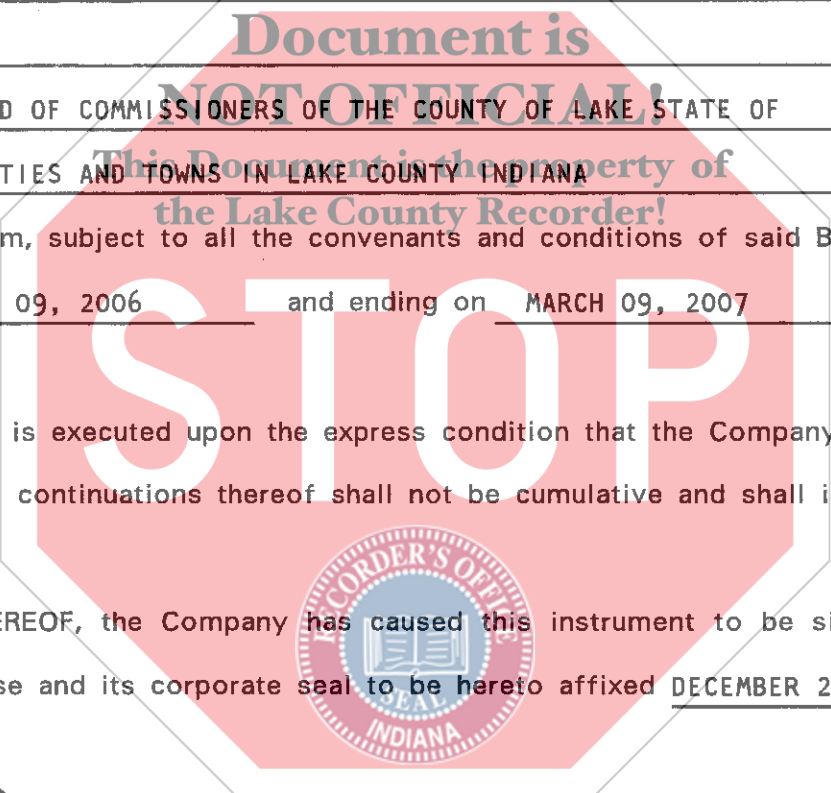 Document is
NOT OFFICIAL!
D OF COMMISSIONERS OF THE COUNTY OF LAKE STATE OF
This Document is the property of
TIES AND TOWNS IN LAKE COUNTY INDIANA
the Lake County Recorder!
m, subject to all the convenants and conditions of said B
09, 2006 and ending on MARCH 09, 2007
STOP
is executed upon the express condition that the Company
continuations thereof shall not be cumulative and shall i
RECORDER'S OFFICE
EREOF, the Company has caused this instrument to be si
se and its corporate seal to be hereto affixed DECEMBER 2
SEAL
INDIANA